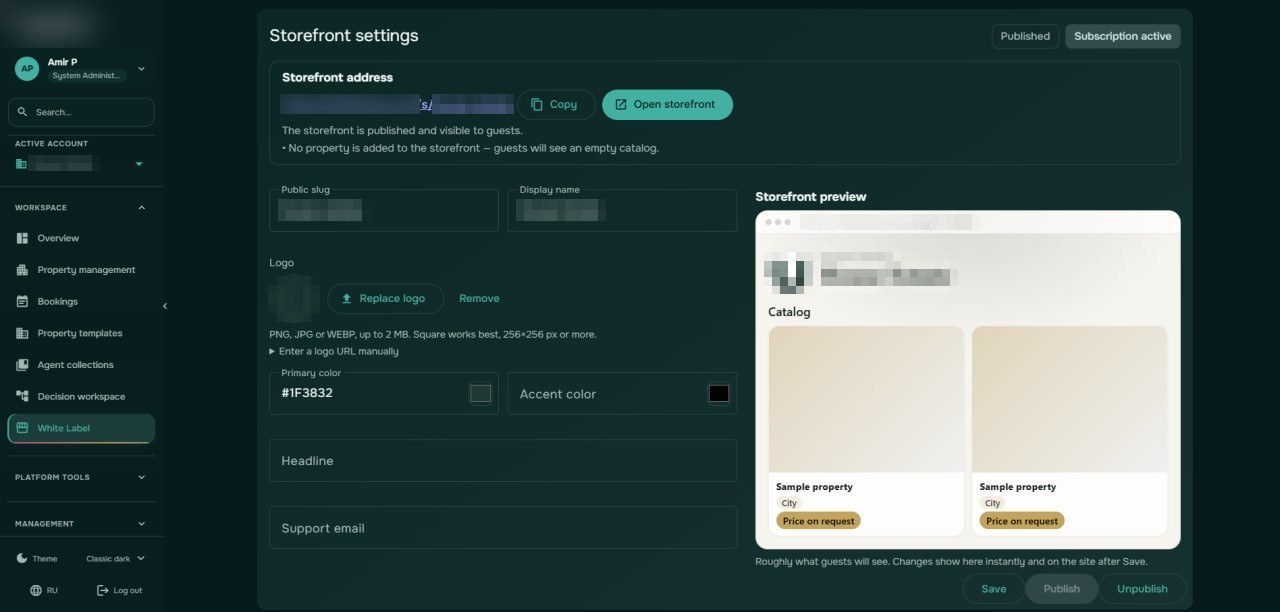 AP
Amir P
System Administ...
Search...
ACTIVE ACCOUNT
WORKSPACE
Overview
Property management
Bookings
Property templates
Agent collections
Decision workspace
White Label
PLATFORM TOOLS
MANAGEMENT
Theme
Classic dark
RU
Log out
Storefront settings
Published
Subscription active
Storefront address
/s/
Copy
Open storefront
The storefront is published and visible to guests.
• No property is added to the storefront — guests will see an empty catalog.
Public slug
Display name
Logo
Replace logo
Remove
PNG, JPG or WEBP, up to 2 MB. Square works best, 256×256 px or more.
Enter a logo URL manually
Primary color
#1F3832
Accent color
Headline
Support email
Storefront preview
Catalog
Sample property
City
Price on request
Sample property
City
Price on request
Roughly what guests will see. Changes show here instantly and on the site after Save.
Save
Publish
Unpublish